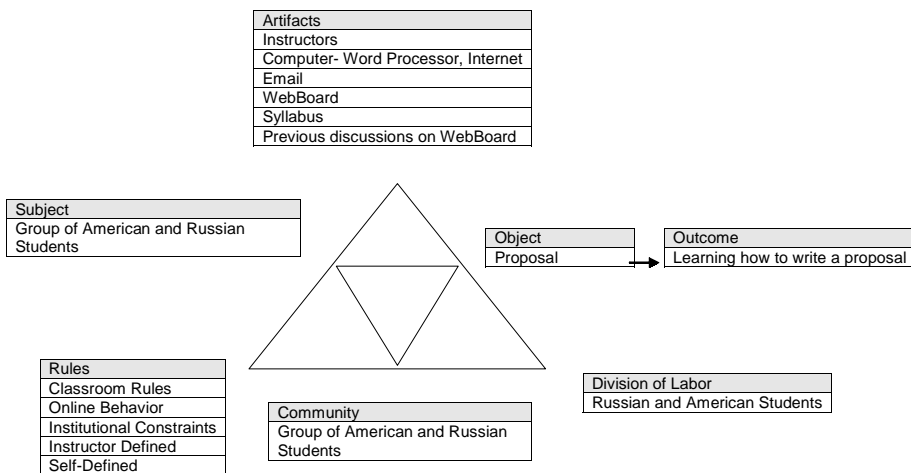 Artifacts
Instructors
Computer- Word Processor, Internet
Email
WebBoard
Syllabus
Previous discussions on WebBoard
Subject
Group of American and Russian
Students
Object
Proposal
Outcome
Learning how to write a proposal
Rules
Classroom Rules
Online Behavior
Institutional Constraints
Instructor Defined
Self-Defined
Community
Group of American and Russian
Students
Division of Labor
Russian and American Students